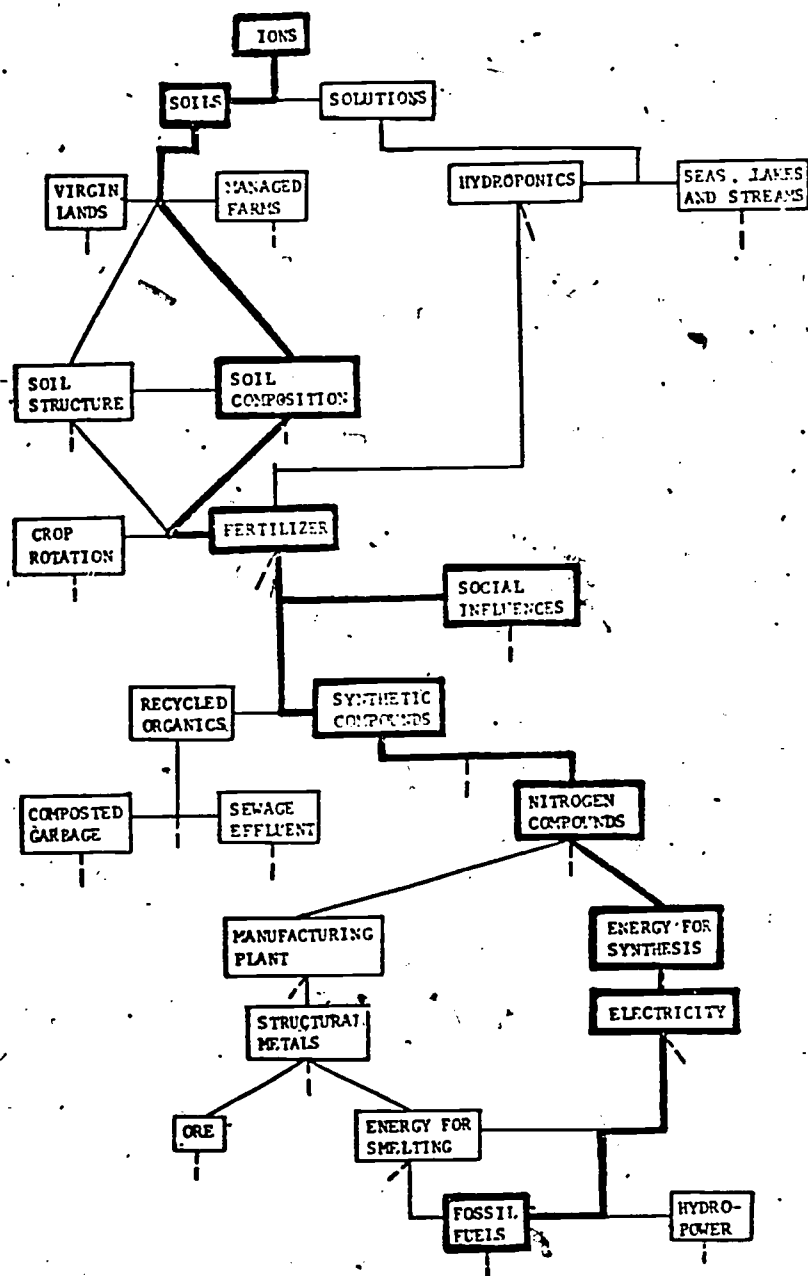 IONS
SOILS
SOLUTIONS
VIRGIN
LANDS
MANAGED
FARMS
HYDROPONICS
SEAS, LAKES
AND STREAMS
SOIL
STRUCTURE
SOIL
COMPOSITION
CROP
ROTATION
FERTILIZER
SOCIAL
INFLUENCES
RECYCLED
ORGANICS
SYNTHETIC
COMPOUNDS
COMPOSTED
GARBAGE
SEWAGE
EFFLUENT
NITROGEN
COMPOUNDS
MANUFACTURING
PLANT
ENERGY FOR
SYNTHESIS
STRUCTURAL
METALS
ELECTRICITY
ORE
ENERGY FOR
SMELTING
FOSSIL
FUELS
HYDRO-
POWER